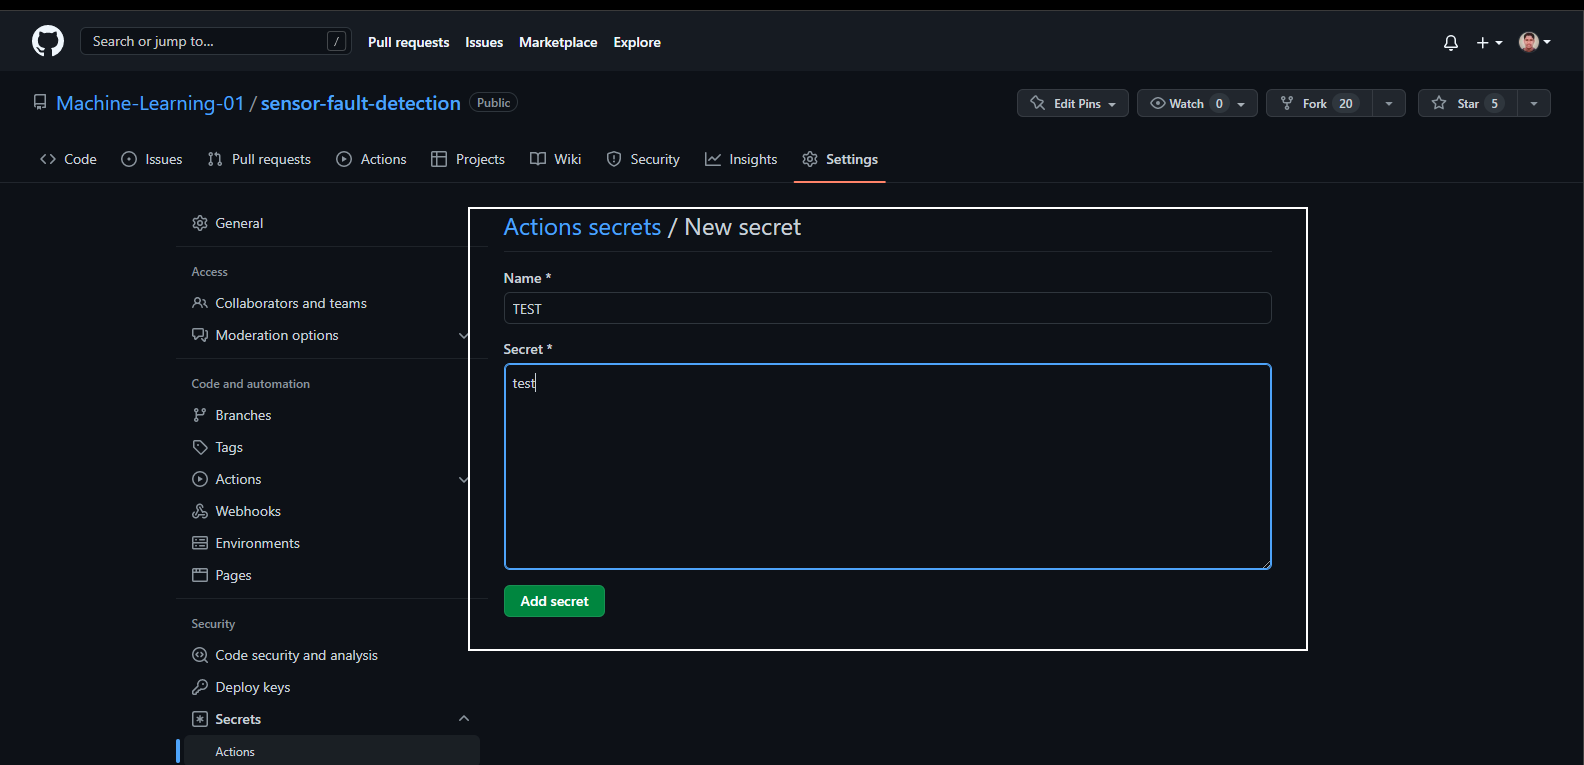 Search or jump to... /
Pull requests Issues Marketplace Explore
Machine-Learning-01 / sensor-fault-detection Public
Edit Pins Watch 0 Fork 20 Star 5
Code Issues Pull requests Actions Projects Wiki Security Insights Settings
General
Access
Collaborators and teams
Moderation options
Code and automation
Branches
Tags
Actions
Webhooks
Environments
Pages
Security
Code security and analysis
Deploy keys
Secrets
Actions
Actions secrets / New secret
Name *
TEST
Secret *
test
Add secret